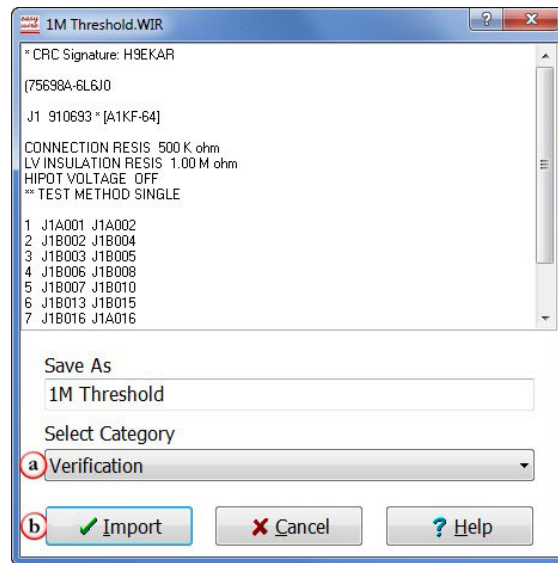 easy wire 1M Threshold.WIR ? X
* CRC Signature: H9EKAR
(75698A-6L6J0
J1 910693 * [A1KF-64]
CONNECTION RESIS 500 K ohm
LV INSULATION RESIS 1.00 M ohm
HIPOT VOLTAGE OFF
** TEST METHOD SINGLE
1 J1A001 J1A002
2 J1B002 J1B004
3 J1B003 J1B005
4 J1B006 J1B008
5 J1B007 J1B010
6 J1B013 J1B015
7 J1B016 J1A016
Save As
1M Threshold
Select Category
a Verification
b Import Cancel ? Help